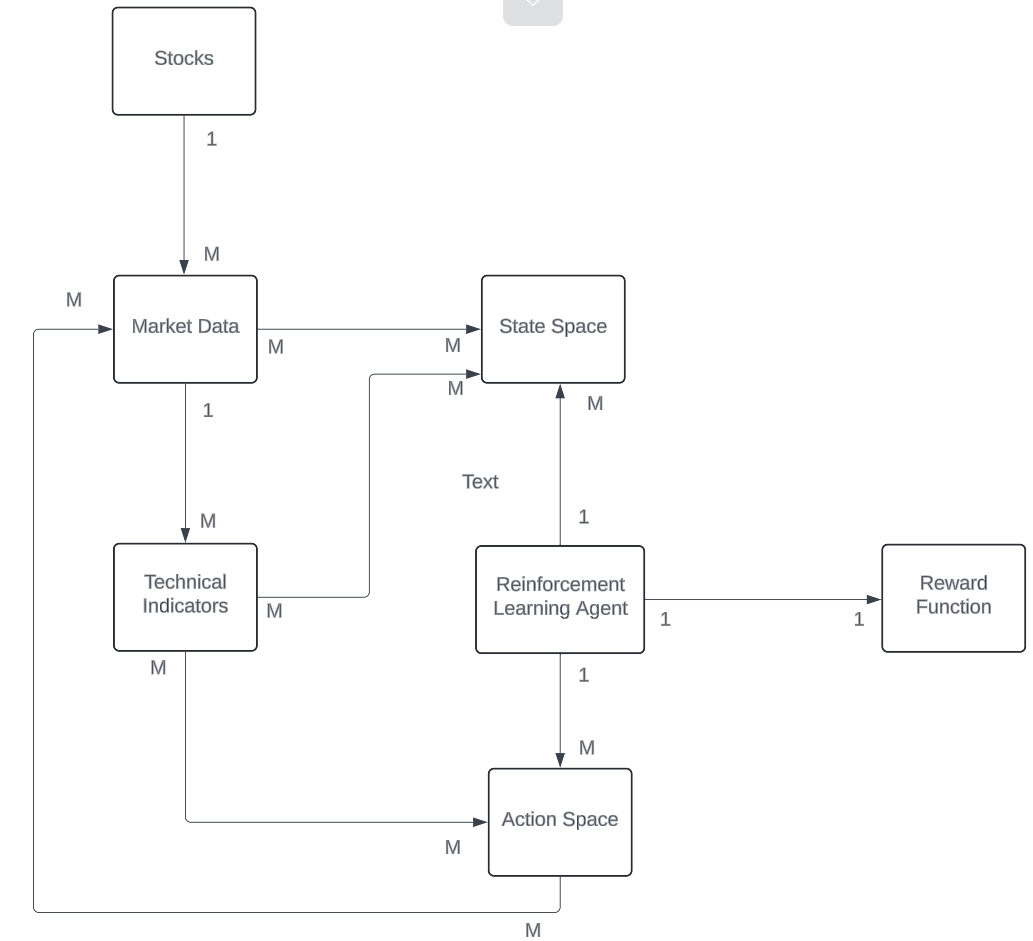 Stocks
1
M
M
Market Data
State Space
M
M
M
M
1
Text
1
M
Technical
Indicators
Reinforcement
Learning Agent
Reward
Function
M
1
1
M
1
M
Action Space
M
M